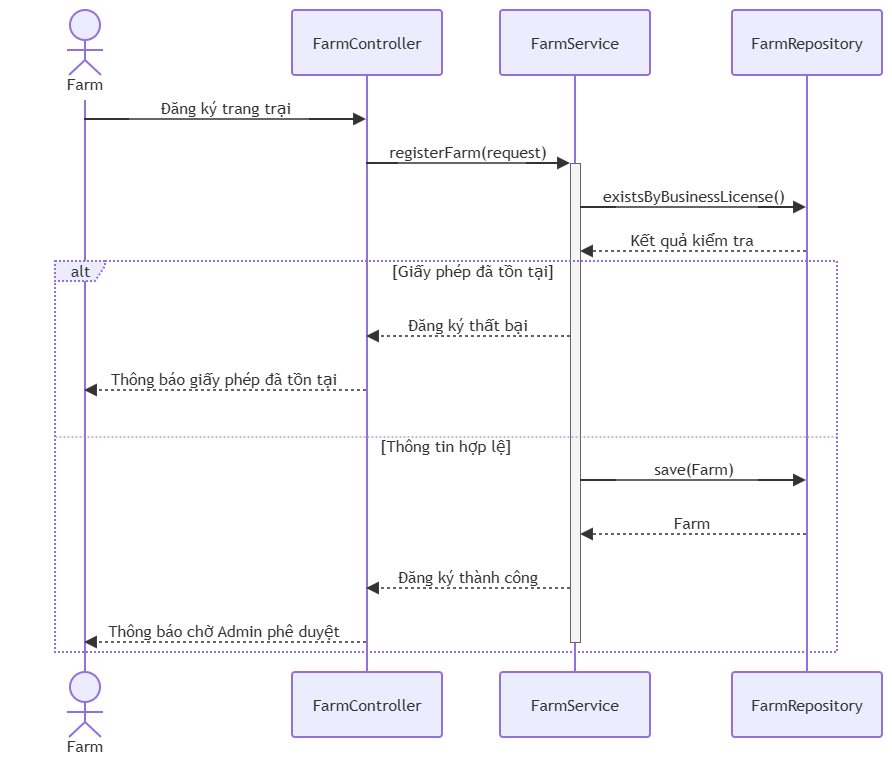 Farm
FarmController
FarmService
FarmRepository
Đăng ký trang trại
registerFarm(request)
existsByBusinessLicense()
Kết quả kiểm tra
alt
[Giấy phép đã tồn tại]
Đăng ký thất bại
Thông báo giấy phép đã tồn tại
[Thông tin hợp lệ]
save(Farm)
Farm
Đăng ký thành công
Thông báo chờ Admin phê duyệt
Farm
FarmController
FarmService
FarmRepository